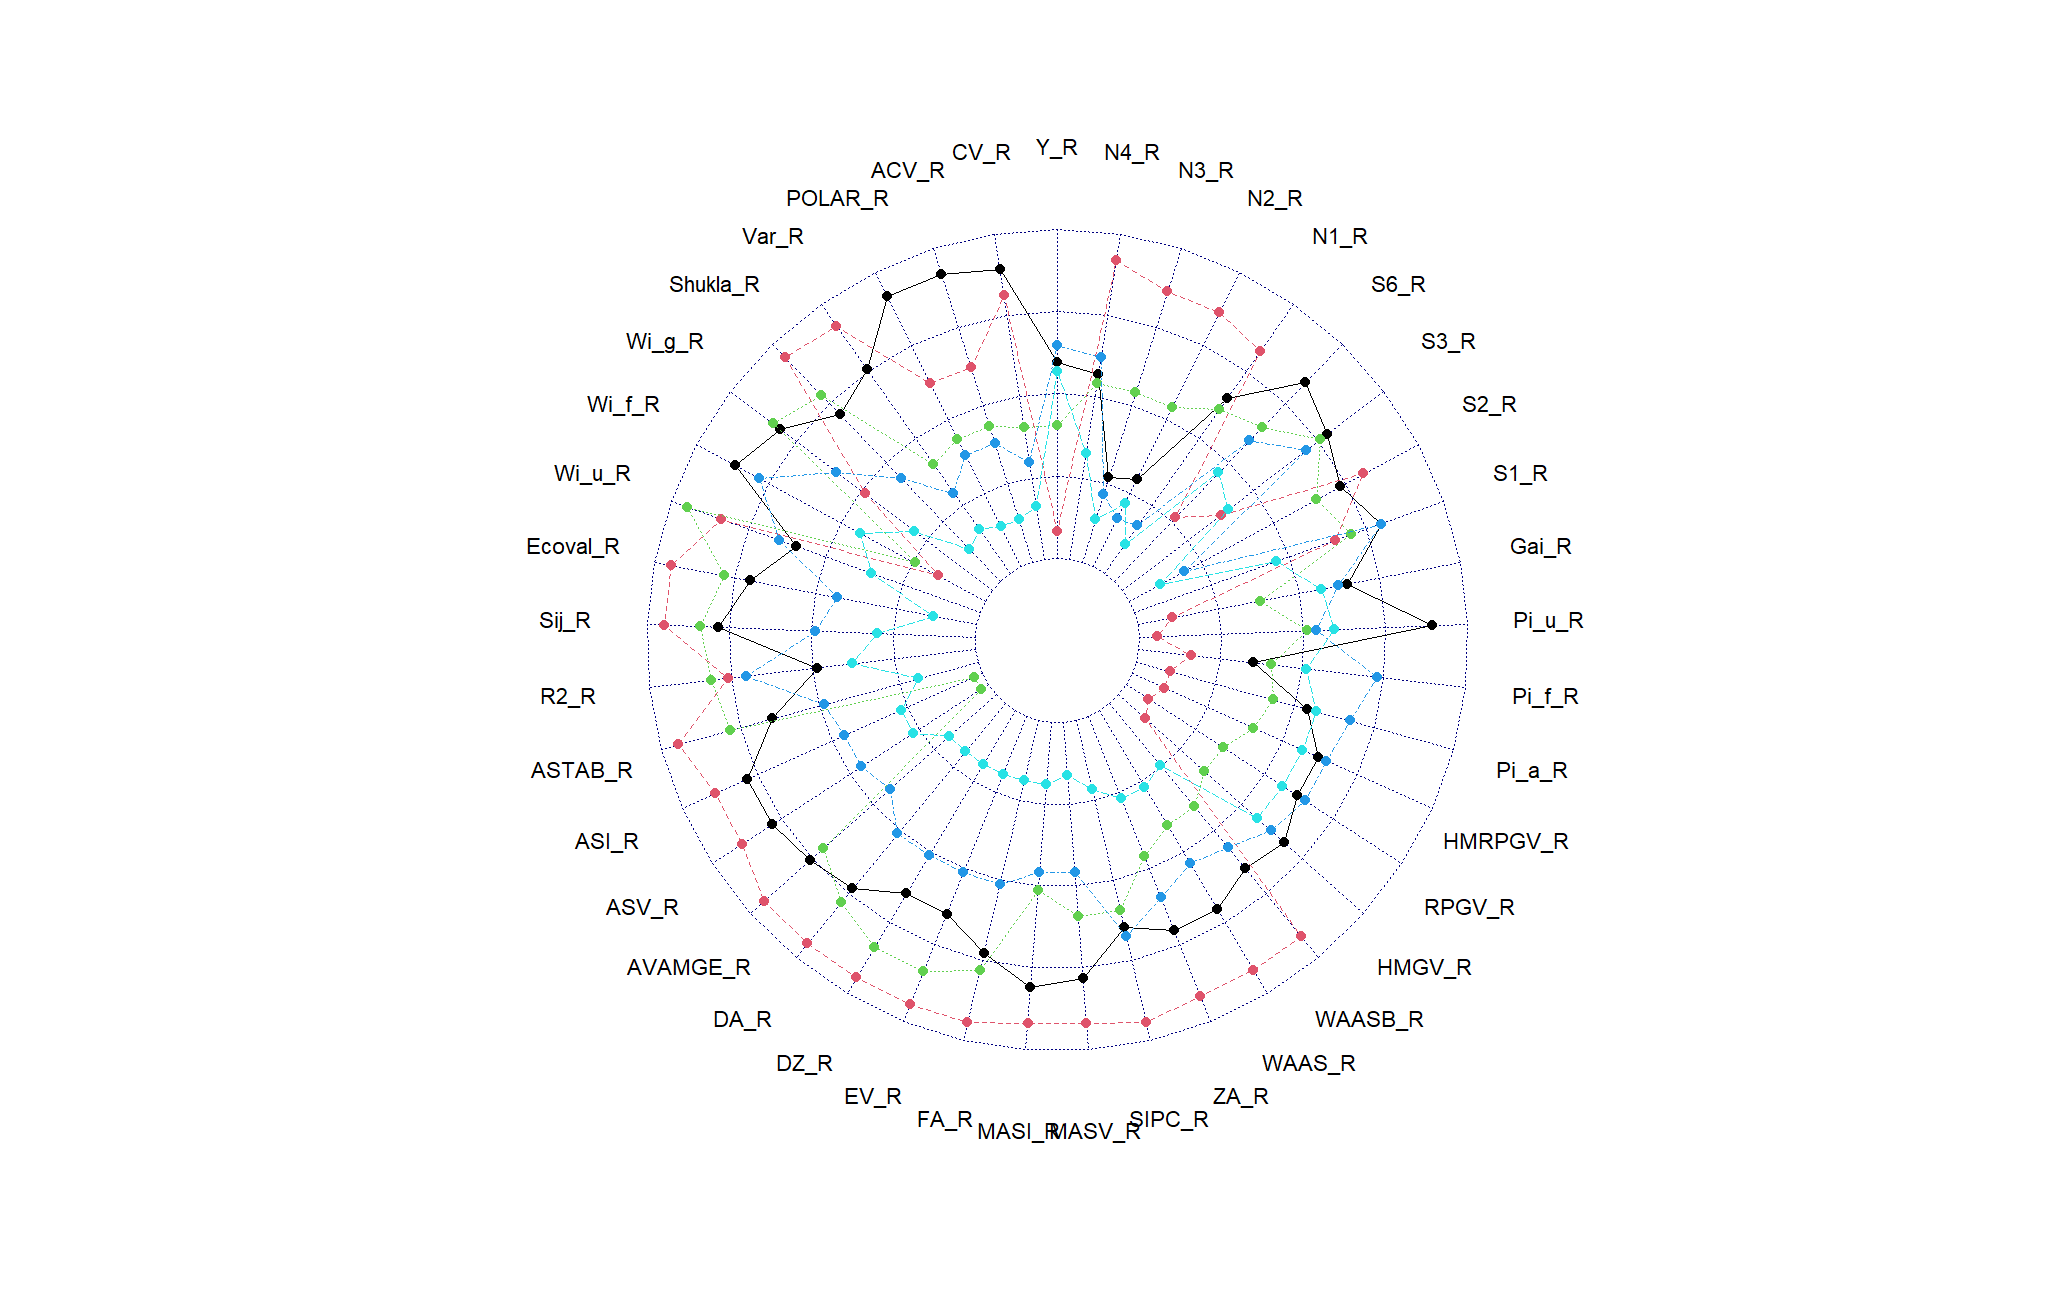 Y_R
CV_R
ACV_R
POLAR_R
Var_R
Shukla_R
Wi_g_R
Wi_f_R
Wi_u_R
Ecoval_R
Sij_R
R2_R
ASTAB_R
ASI_R
ASV_R
AVAMGE_R
DA_R
DZ_R
EV_R
FA_R
MASI_R
MASV_R
SIPC_R
ZA_R
WAAS_R
WAASB_R
HMGV_R
RPGV_R
HMRPGV_R
Pi_a_R
Pi_f_R
Pi_u_R
Gai_R
S1_R
S2_R
S3_R
S6_R
N1_R
N2_R
N3_R
N4_R